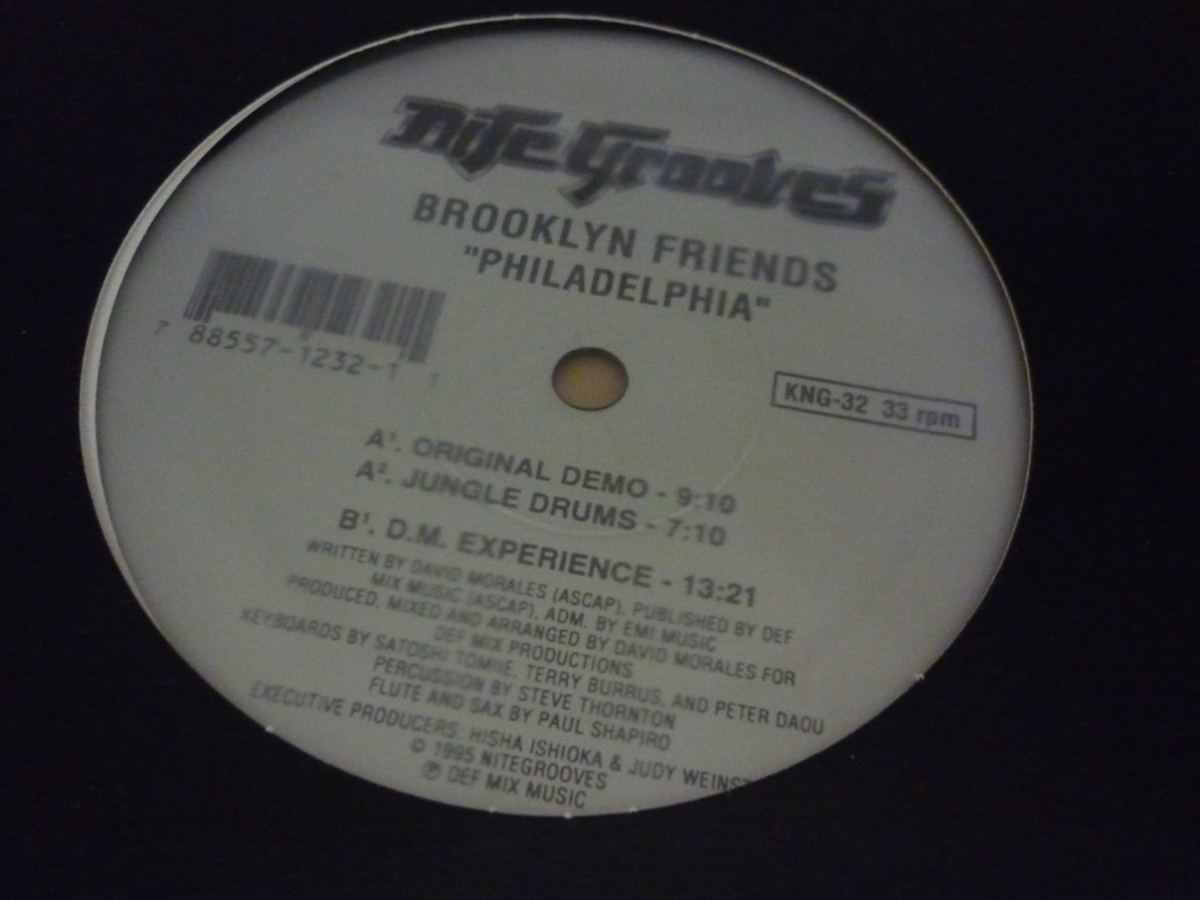 Nite Grooves
BROOKLYN FRIENDS
"PHILADELPHIA"
7 88557-1232-1 1
KNG-32 33 rpm
A¹. ORIGINAL DEMO - 9:10
A². JUNGLE DRUMS - 7:10
B¹. D.M. EXPERIENCE - 13:21
WRITTEN BY DAVID MORALES (ASCAP). PUBLISHED BY DEF
MIX MUSIC (ASCAP), ADM. BY EMI MUSIC
PRODUCED, MIXED AND ARRANGED BY DAVID MORALES FOR
DEF MIX PRODUCTIONS
KEYBOARDS BY SATOSHI TOMIIE, TERRY BURRUS, AND PETER DAOU
PERCUSSION BY STEVE THORNTON
FLUTE AND SAX BY PAUL SHAPIRO
EXECUTIVE PRODUCERS: HISHA ISHIOKA & JUDY
© 1995 NITEGROOVES
℗ DEF MIX MUSIC